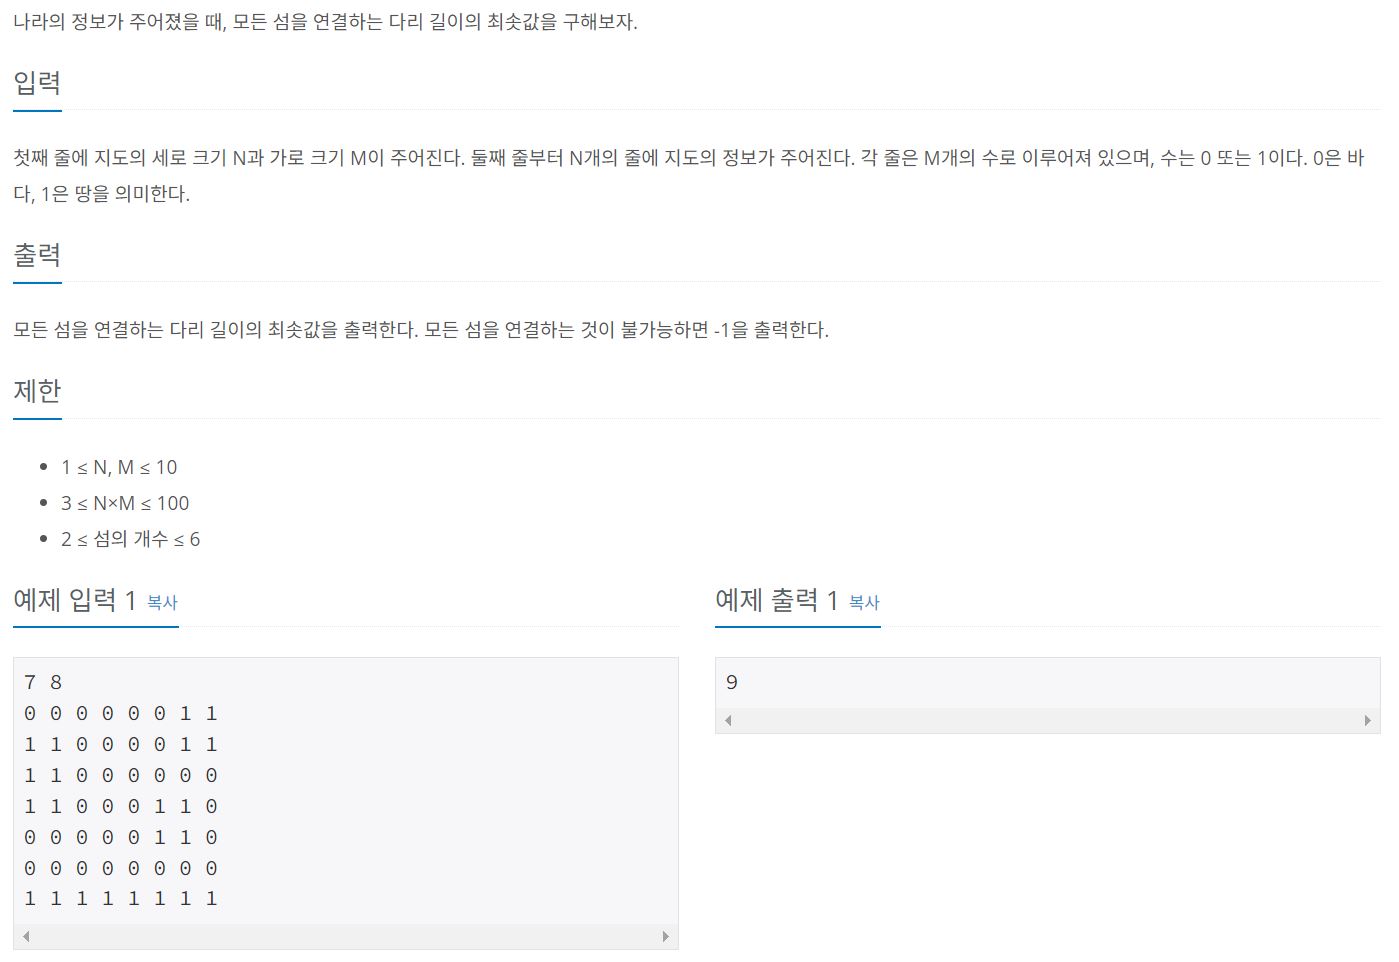 나라의 정보가 주어졌을 때, 모든 섬을 연결하는 다리 길이의 최솟값을 구해보자.
입력
첫째 줄에 지도의 세로 크기 N과 가로 크기 M이 주어진다. 둘째 줄부터 N개의 줄에 지도의 정보가 주어진다. 각 줄은 M개의 수로 이루어져 있으며, 수는 0 또는 1이다. 0은 바
다, 1은 땅을 의미한다.
출력
모든 섬을 연결하는 다리 길이의 최솟값을 출력한다. 모든 섬을 연결하는 것이 불가능하면 -1을 출력한다.
제한
• 1 ≤ N, M ≤ 10
• 3 ≤ N×M ≤ 100
• 2 ≤ 섬의 개수 ≤ 6
예제 입력 1 복사
7 8
0 0 0 0 0 0 1 1
1 1 0 0 0 0 1 1
1 1 0 0 0 0 0 0
1 1 0 0 0 1 1 0
0 0 0 0 0 1 1 0
0 0 0 0 0 0 0 0
1 1 1 1 1 1 1 1
예제 출력 1 복사
9